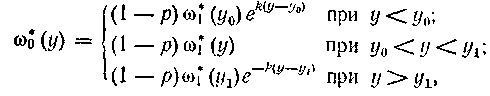 (1 − p) ω₁* (y₀) e^{k(y−y₀)} при y < y₀;
ω₀* (y) = { (1 − p) ω₁* (y) при y₀ < y < y₁;
(1 − p) ω₁* (y₁) e^{−k(y−y₁)} при y > y₁,